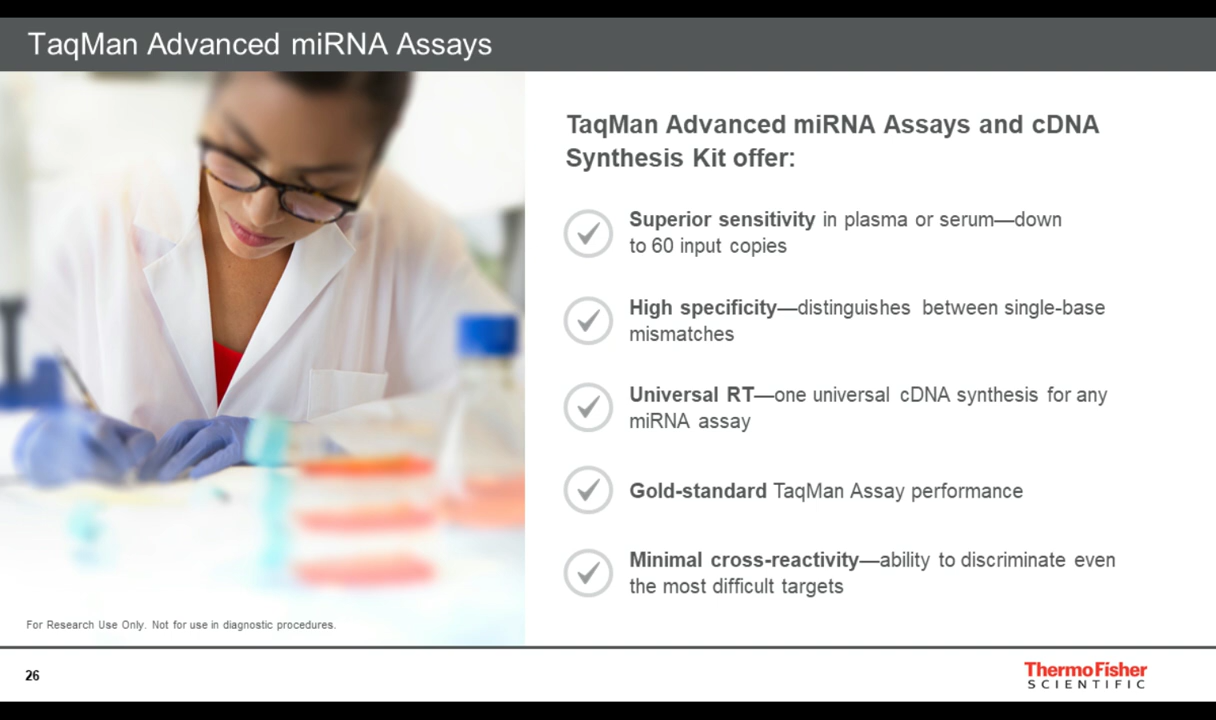 TaqMan Advanced miRNA Assays
TaqMan Advanced miRNA Assays and cDNA
Synthesis Kit offer:
Superior sensitivity in plasma or serum—down
to 60 input copies
High specificity—distinguishes between single-base
mismatches
Universal RT—one universal cDNA synthesis for any
miRNA assay
Gold-standard TaqMan Assay performance
Minimal cross-reactivity—ability to discriminate even
the most difficult targets
For Research Use Only. Not for use in diagnostic procedures.
26
ThermoFisher
SCIENTIFIC